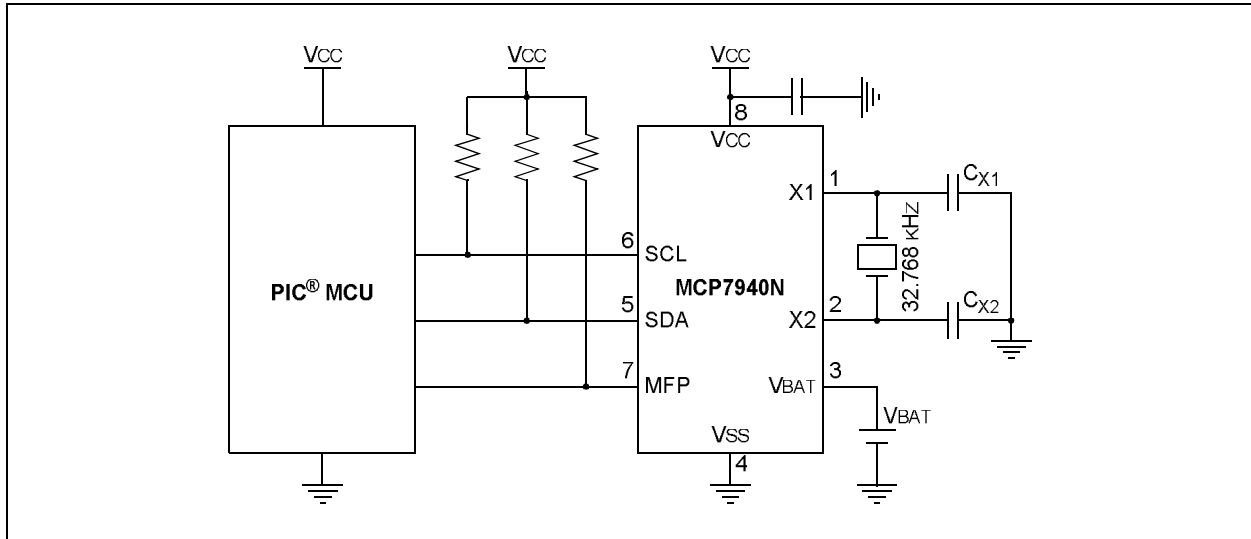 VCC
VCC
VCC
8
VCC
PIC® MCU
MCP7940N
6
SCL
5
SDA
7
MFP
X1
1
X2
2
VBAT
3
VSS
4
CX1
32.768 KHZ
CX2
VBAT